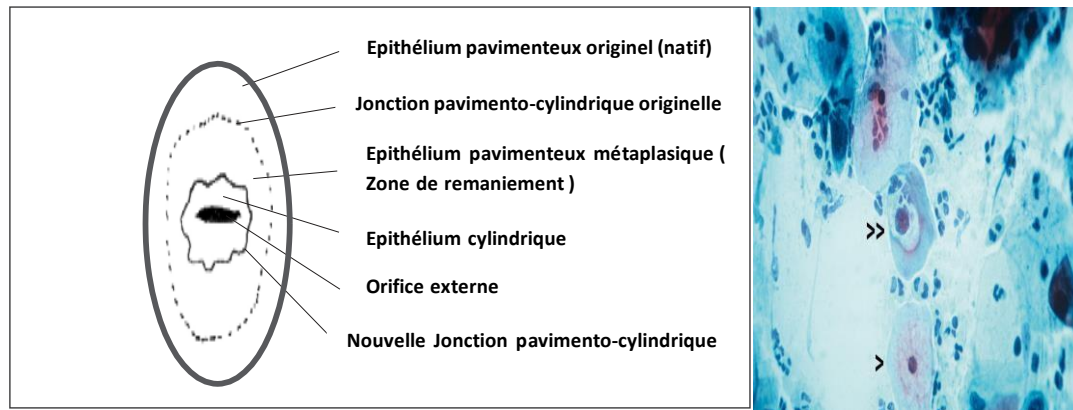 Epithélium pavimenteux originel (natif)
Jonction pavimento-cylindrique originelle
Epithélium pavimenteux métaplasique (
Zone de remaniement )
Epithélium cylindrique
Orifice externe
Nouvelle Jonction pavimento-cylindrique
>>
>